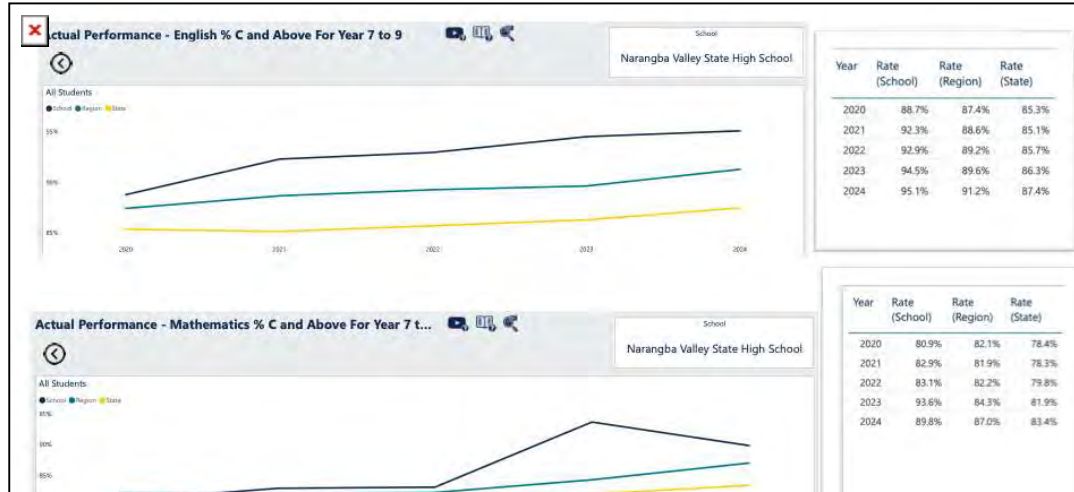 Actual Performance - English % C and Above For Year 7 to 9
School
Narangba Valley State High School
All Students
School Region State
95%
90%
85%
2020 2021 2022 2023 2024
Year Rate (School) Rate (Region) Rate (State)
2020 88.7% 87.4% 85.3%
2021 92.3% 88.6% 85.1%
2022 92.9% 89.2% 85.7%
2023 94.5% 89.6% 86.3%
2024 95.1% 91.2% 87.4%
Actual Performance - Mathematics % C and Above For Year 7 t...
School
Narangba Valley State High School
All Students
School Region State
95%
90%
85%
Year Rate (School) Rate (Region) Rate (State)
2020 80.9% 82.1% 78.4%
2021 82.9% 81.9% 78.3%
2022 83.1% 82.2% 79.8%
2023 93.6% 84.3% 81.9%
2024 89.8% 87.0% 83.4%